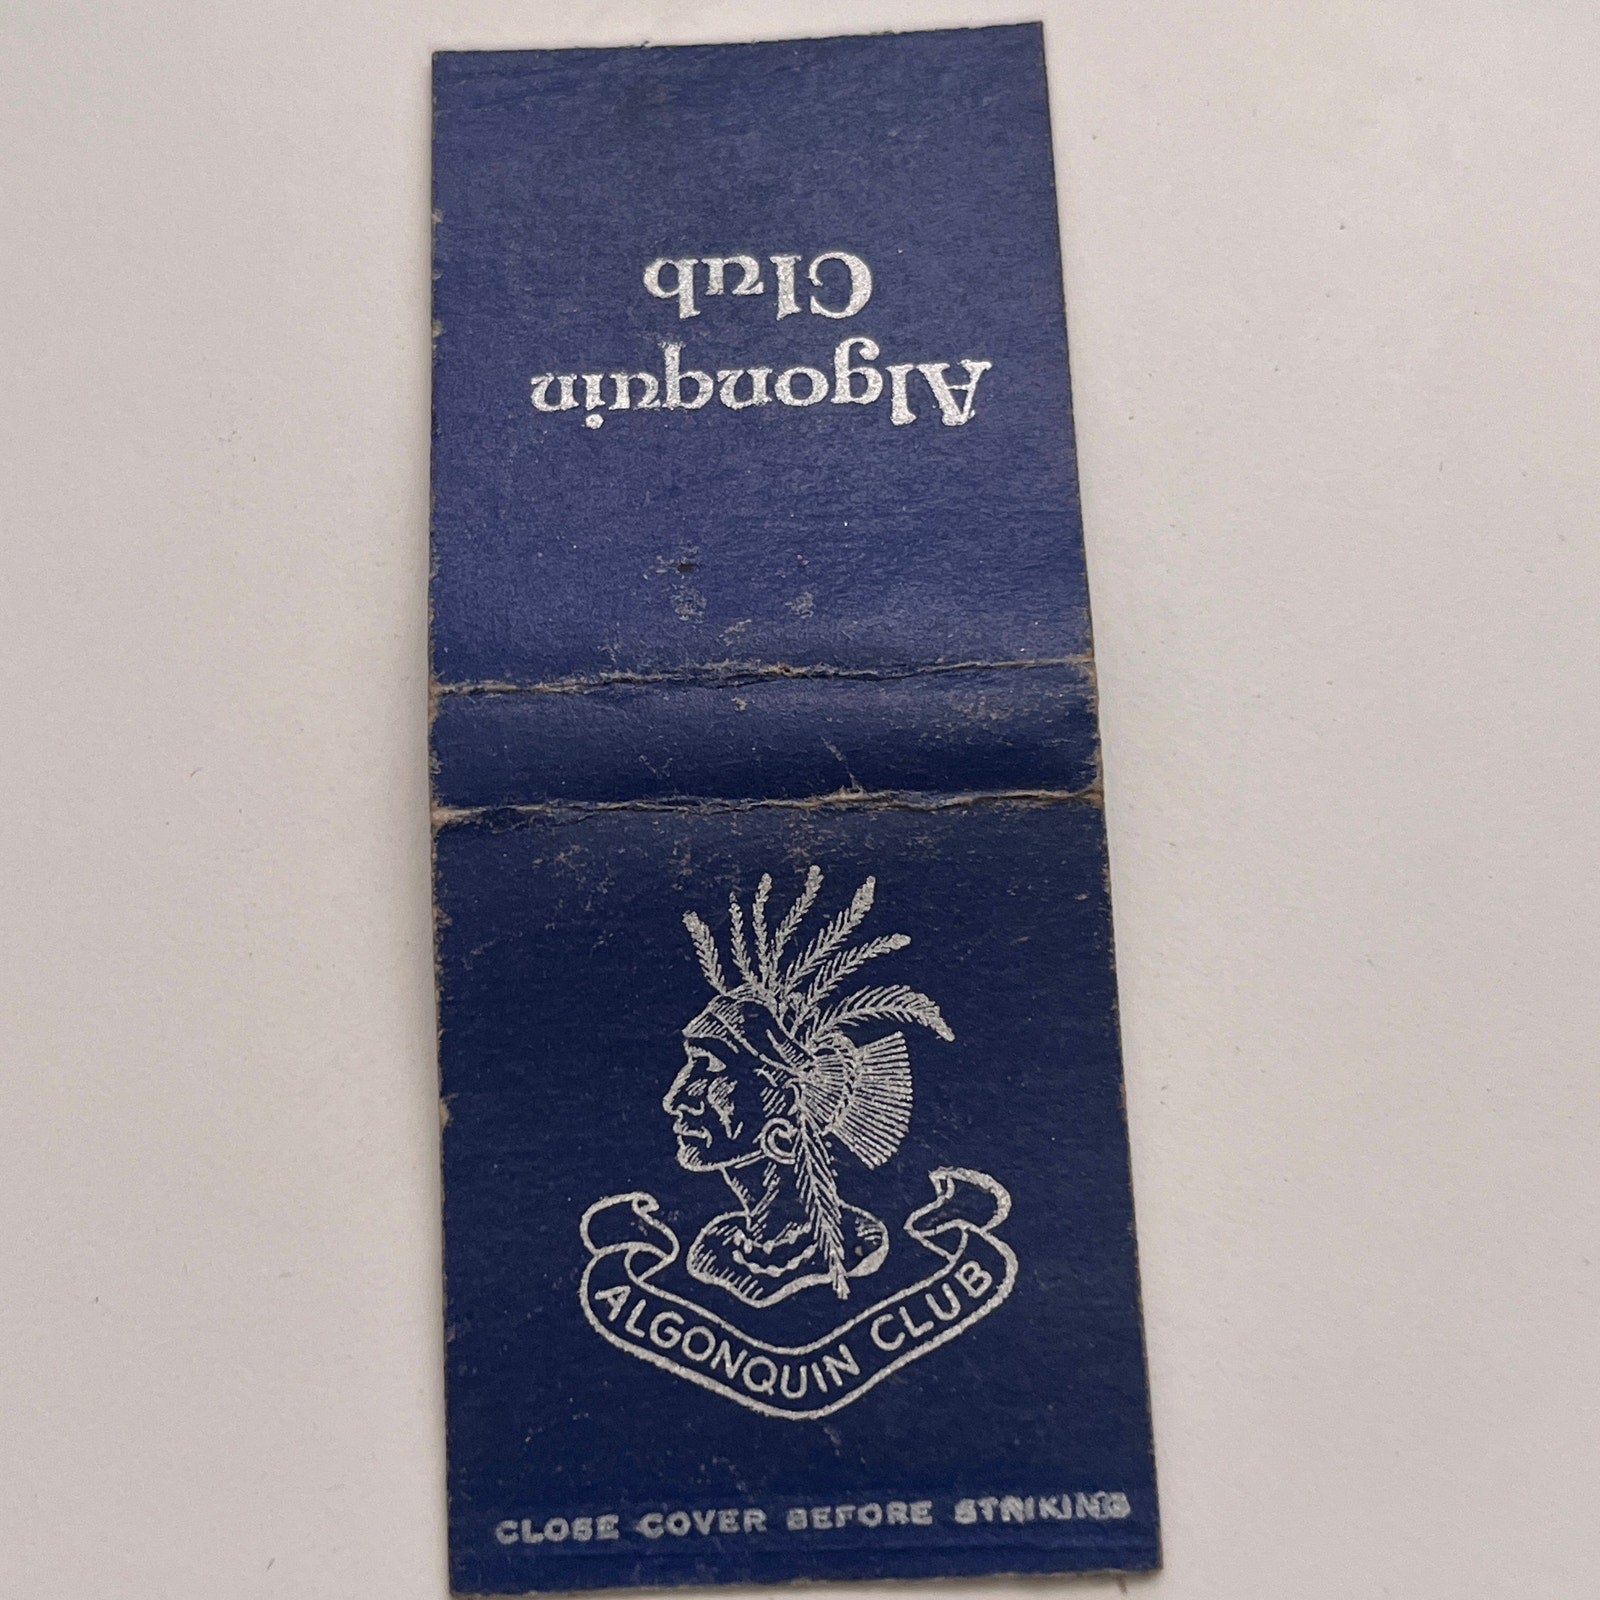 Algonquin
Club
ALGONQUIN CLUB
CLOSE COVER BEFORE STRIKING